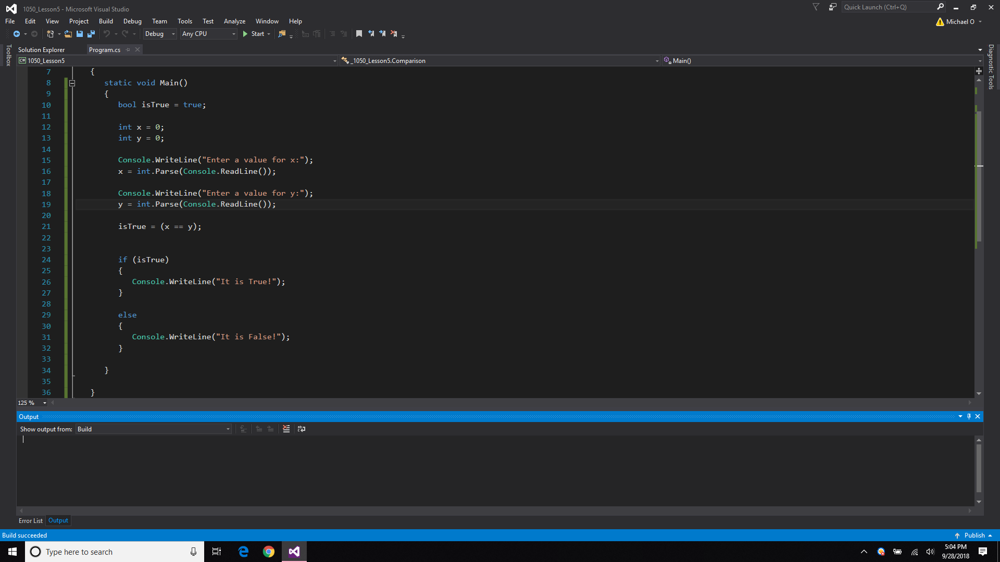 1050_Lesson5 - Microsoft Visual Studio
Quick Launch (Ctrl+Q)
File Edit View Project Build Debug Team Tools Test Analyze Window Help
Michael O
Debug Any CPU Start
Toolbox
Solution Explorer Program.cs
Diagnostic Tools
C# 1050_Lesson5 _1050_Lesson5.Comparison Main()
7 {
8 static void Main()
9 {
10 bool isTrue = true;
11
12 int x = 0;
13 int y = 0;
14
15 Console.WriteLine("Enter a value for x:");
16 x = int.Parse(Console.ReadLine());
17
18 Console.WriteLine("Enter a value for y:");
19 y = int.Parse(Console.ReadLine());
20
21 isTrue = (x == y);
22
23
24 if (isTrue)
25 {
26 Console.WriteLine("It is True!");
27 }
28
29 else
30 {
31 Console.WriteLine("It is False!");
32 }
33
34 }
35
36 }
125 %
Output
Show output from: Build
Error List Output
Build succeeded
Publish
Type here to search
5:04 PM
9/28/2018